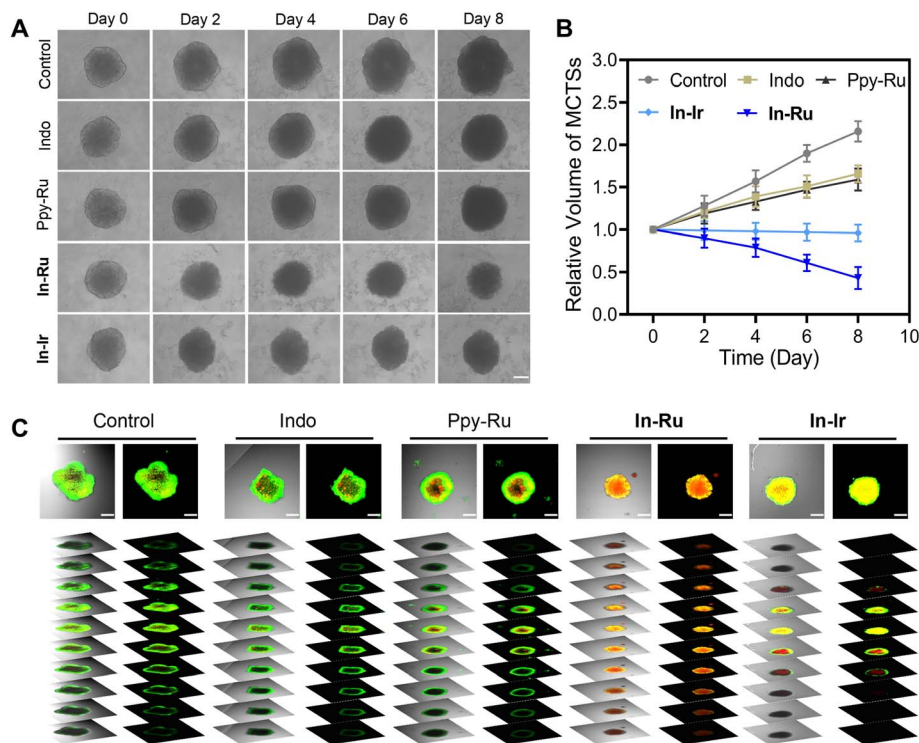 A
Day 0 Day 2 Day 4 Day 6 Day 8
Control
Indo
Ppy-Ru
In-Ru
In-Ir
B
Relative Volume of MCTSs
3.0
2.5
2.0
1.5
1.0
0.5
0.0
Control Indo Ppy-Ru
In-Ir In-Ru
0 2 4 6 8 10
Time (Day)
C
Control Indo Ppy-Ru In-Ru In-Ir